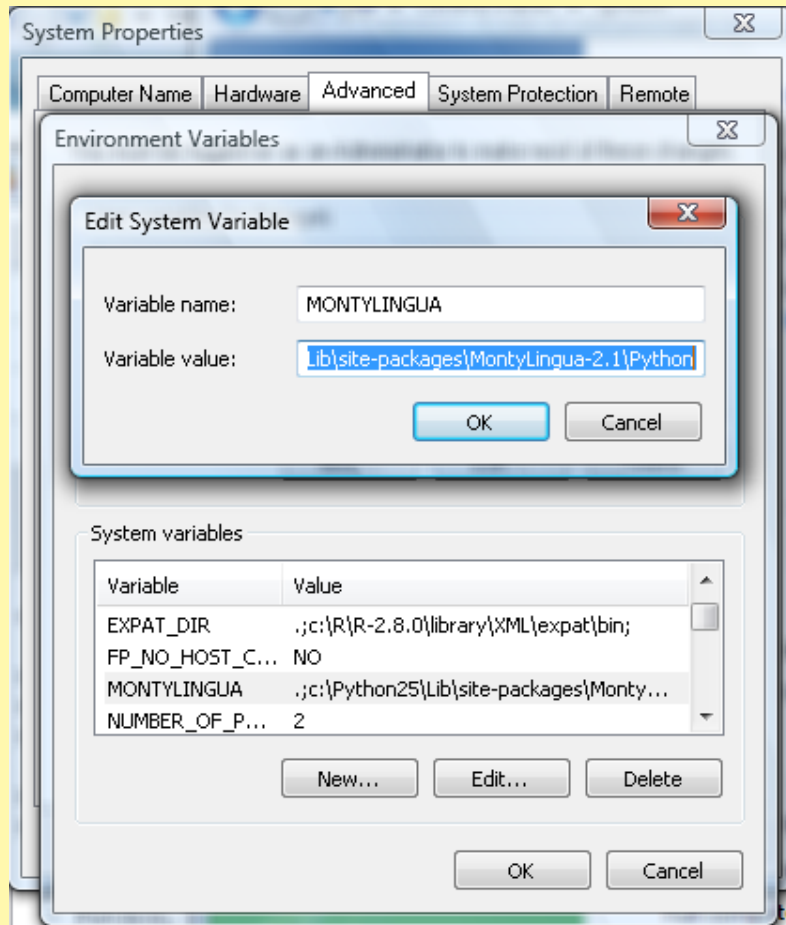 System Properties
Computer Name Hardware Advanced System Protection Remote
Environment Variables
Edit System Variable
Variable name: MONTYLINGUA
Variable value: Lib\site-packages\MontyLingua-2.1\Python
OK Cancel
System variables
Variable Value
EXPAT_DIR .;c:\R\R-2.8.0\library\XML\expat\bin;
FP_NO_HOST_C... NO
MONTYLINGUA .;c:\Python25\Lib\site-packages\Monty...
NUMBER_OF_P... 2
New... Edit... Delete
OK Cancel